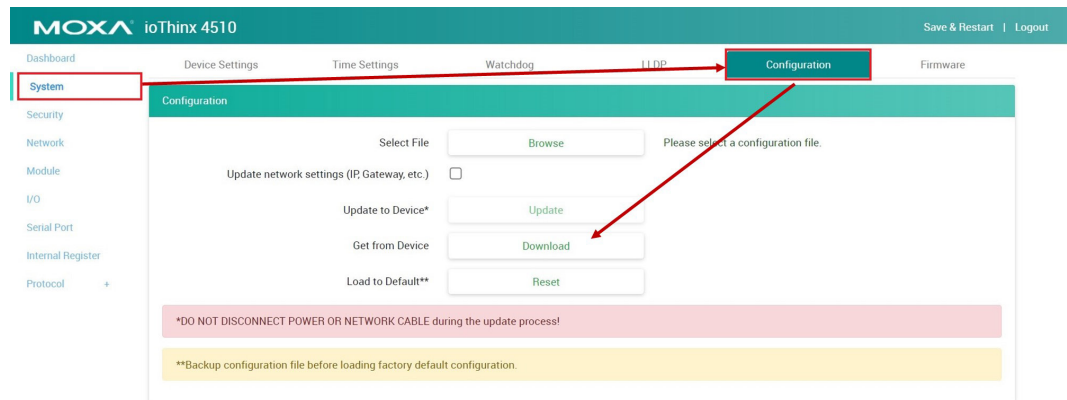 MOXA® ioThinx 4510 Save & Restart | Logout
Dashboard
System
Security
Network
Module
I/O
Serial Port
Internal Register
Protocol +
Device Settings Time Settings Watchdog LLDP Configuration Firmware
Configuration
Select File Browse Please select a configuration file.
Update network settings (IP, Gateway, etc.)
Update to Device* Update
Get from Device Download
Load to Default** Reset
*DO NOT DISCONNECT POWER OR NETWORK CABLE during the update process!
**Backup configuration file before loading factory default configuration.